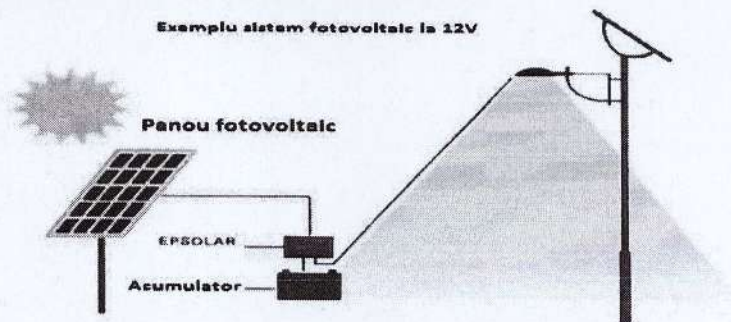 Exemplu sistem fotovoltaic la 12V
Panou fotovoltaic
EPSOLAR
Acumulator